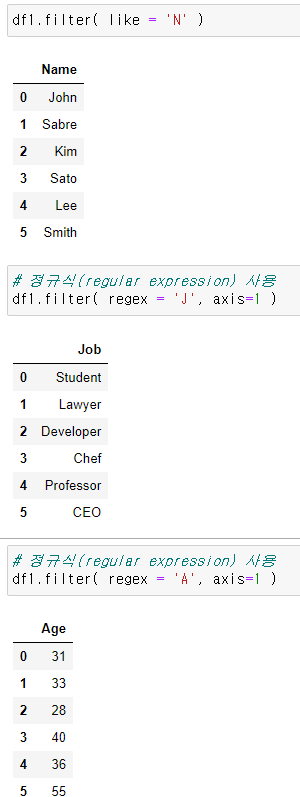 df1.filter( like = 'N' )
Name
0 John
1 Sabre
2 Kim
3 Sato
4 Lee
5 Smith
# 정규식(regular expression) 사용
df1.filter( regex = 'J', axis=1 )
Job
0 Student
1 Lawyer
2 Developer
3 Chef
4 Professor
5 CEO
# 정규식(regular expression) 사용
df1.filter( regex = 'A', axis=1 )
Age
0 31
1 33
2 28
3 40
4 36
5 55